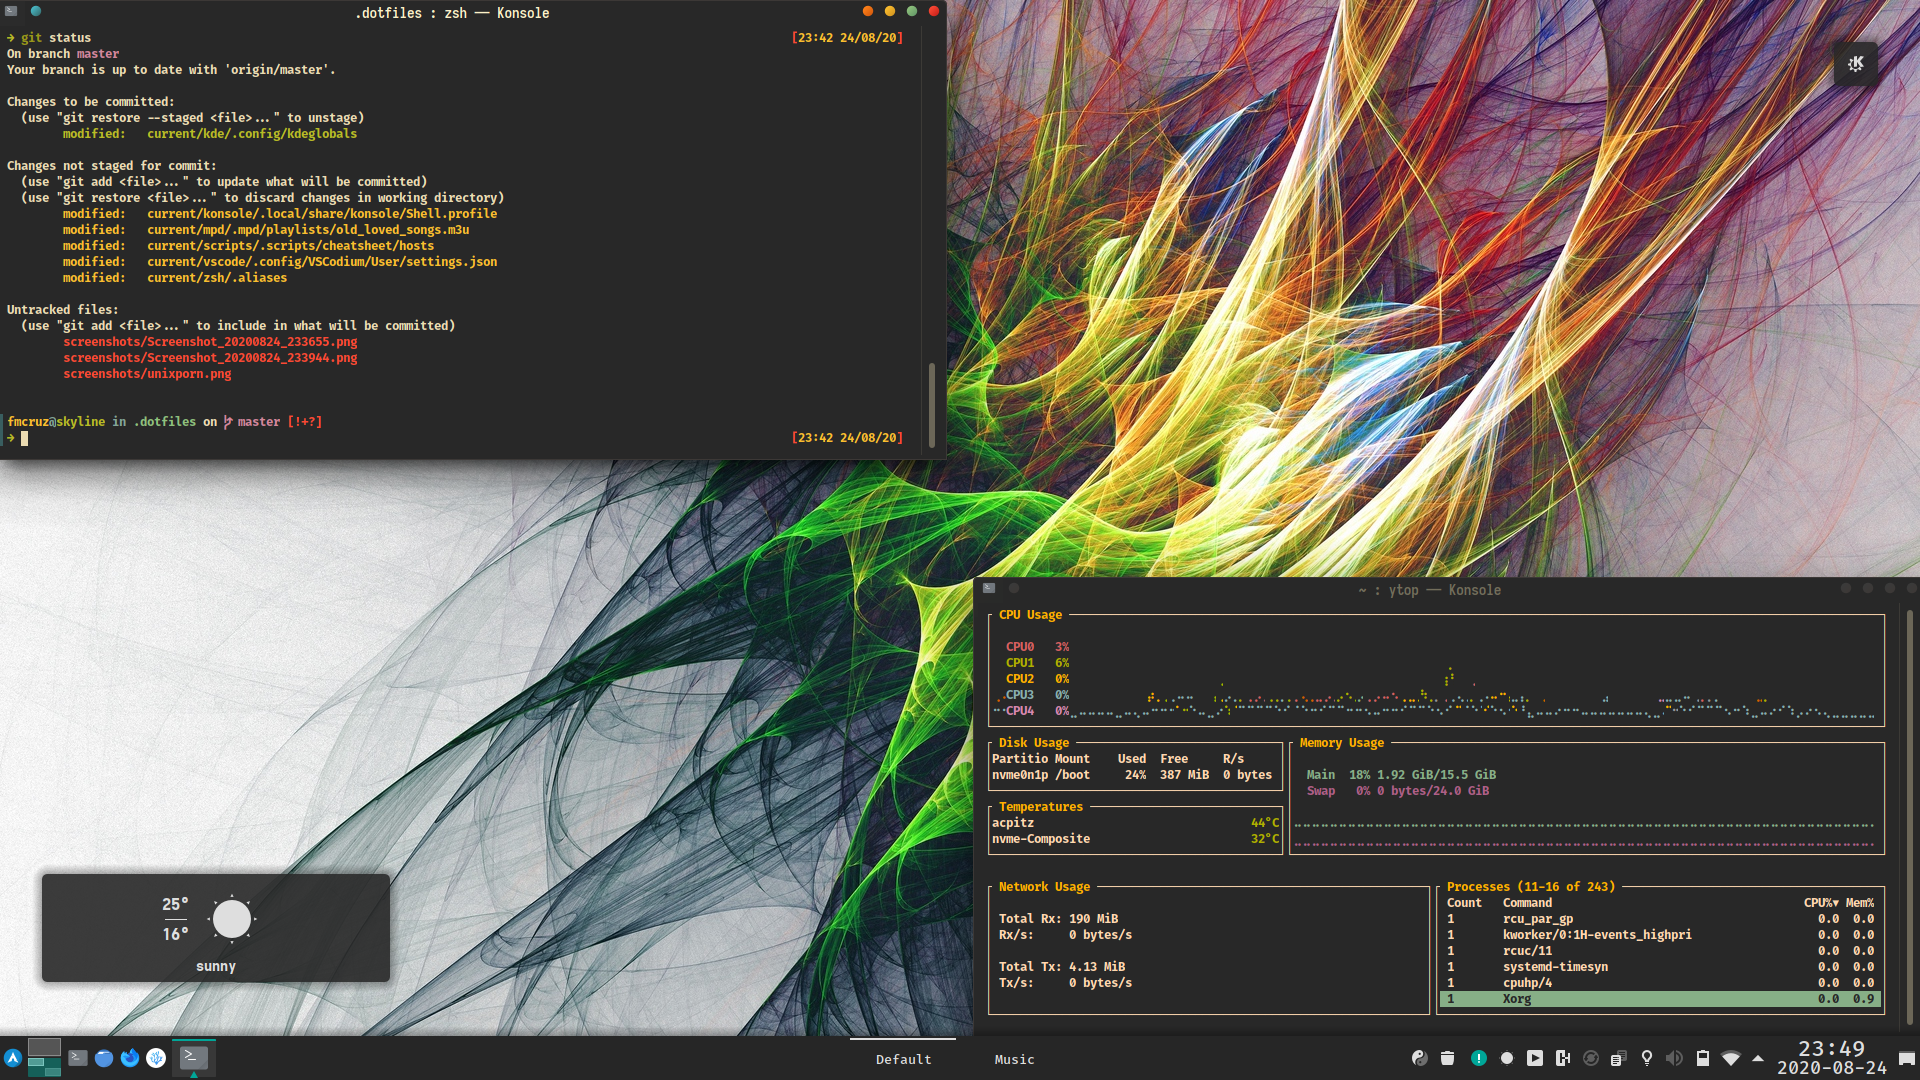 .dotfiles : zsh — Konsole
➜ git status [23:42 24/08/20]
On branch master
Your branch is up to date with 'origin/master'.
Changes to be committed:
(use "git restore --staged <file>..." to unstage)
modified: current/kde/.config/kdeglobals
Changes not staged for commit:
(use "git add <file>..." to update what will be committed)
(use "git restore <file>..." to discard changes in working directory)
modified: current/konsole/.local/share/konsole/Shell.profile
modified: current/mpd/.mpd/playlists/old_loved_songs.m3u
modified: current/scripts/.scripts/cheatsheet/hosts
modified: current/vscode/.config/VSCodium/User/settings.json
modified: current/zsh/.aliases
Untracked files:
(use "git add <file>..." to include in what will be committed)
screenshots/Screenshot_20200824_233655.png
screenshots/Screenshot_20200824_233944.png
screenshots/unixporn.png
fmcruz@skyline in .dotfiles on master [!+?]
➜ [23:42 24/08/20]
~ : ytop — Konsole
CPU Usage
CPU0 3%
CPU1 6%
CPU2 0%
CPU3 0%
CPU4 0%
Disk Usage
Partitio Mount Used Free R/s
nvme0n1p /boot 24% 387 MiB 0 bytes
Memory Usage
Main 18% 1.92 GiB/15.5 GiB
Swap 0% 0 bytes/24.0 GiB
Temperatures
acpitz 44°C
nvme-Composite 32°C
Network Usage
Total Rx: 190 MiB
Rx/s: 0 bytes/s
Total Tx: 4.13 MiB
Tx/s: 0 bytes/s
Processes (11-16 of 243)
Count Command CPU%▼ Mem%
1 rcu_par_gp 0.0 0.0
1 kworker/0:1H-events_highpri 0.0 0.0
1 rcuc/11 0.0 0.0
1 systemd-timesyn 0.0 0.0
1 cpuhp/4 0.0 0.0
1 Xorg 0.0 0.9
25°
16°
sunny
Default Music
23:49
2020-08-24